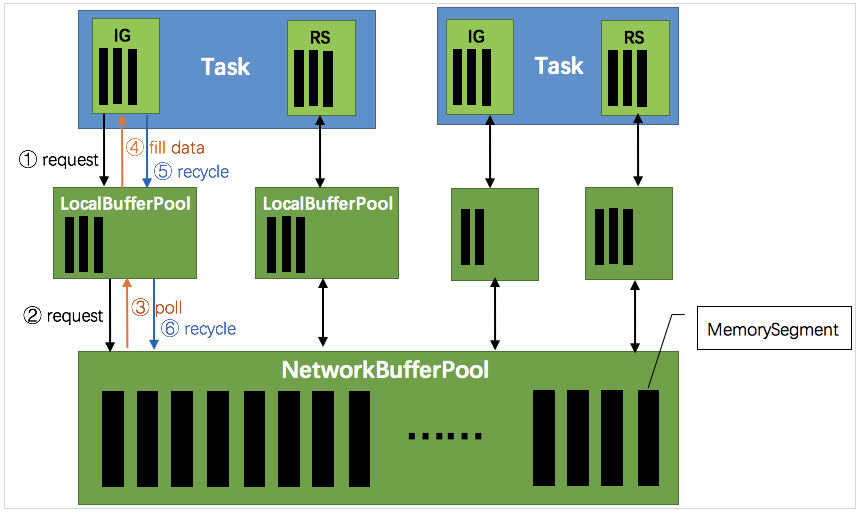 IG
RS
Task
IG
RS
Task
① request
④ fill data
⑤ recycle
LocalBufferPool
LocalBufferPool
② request
③ poll
⑥ recycle
MemorySegment
NetworkBufferPool
······